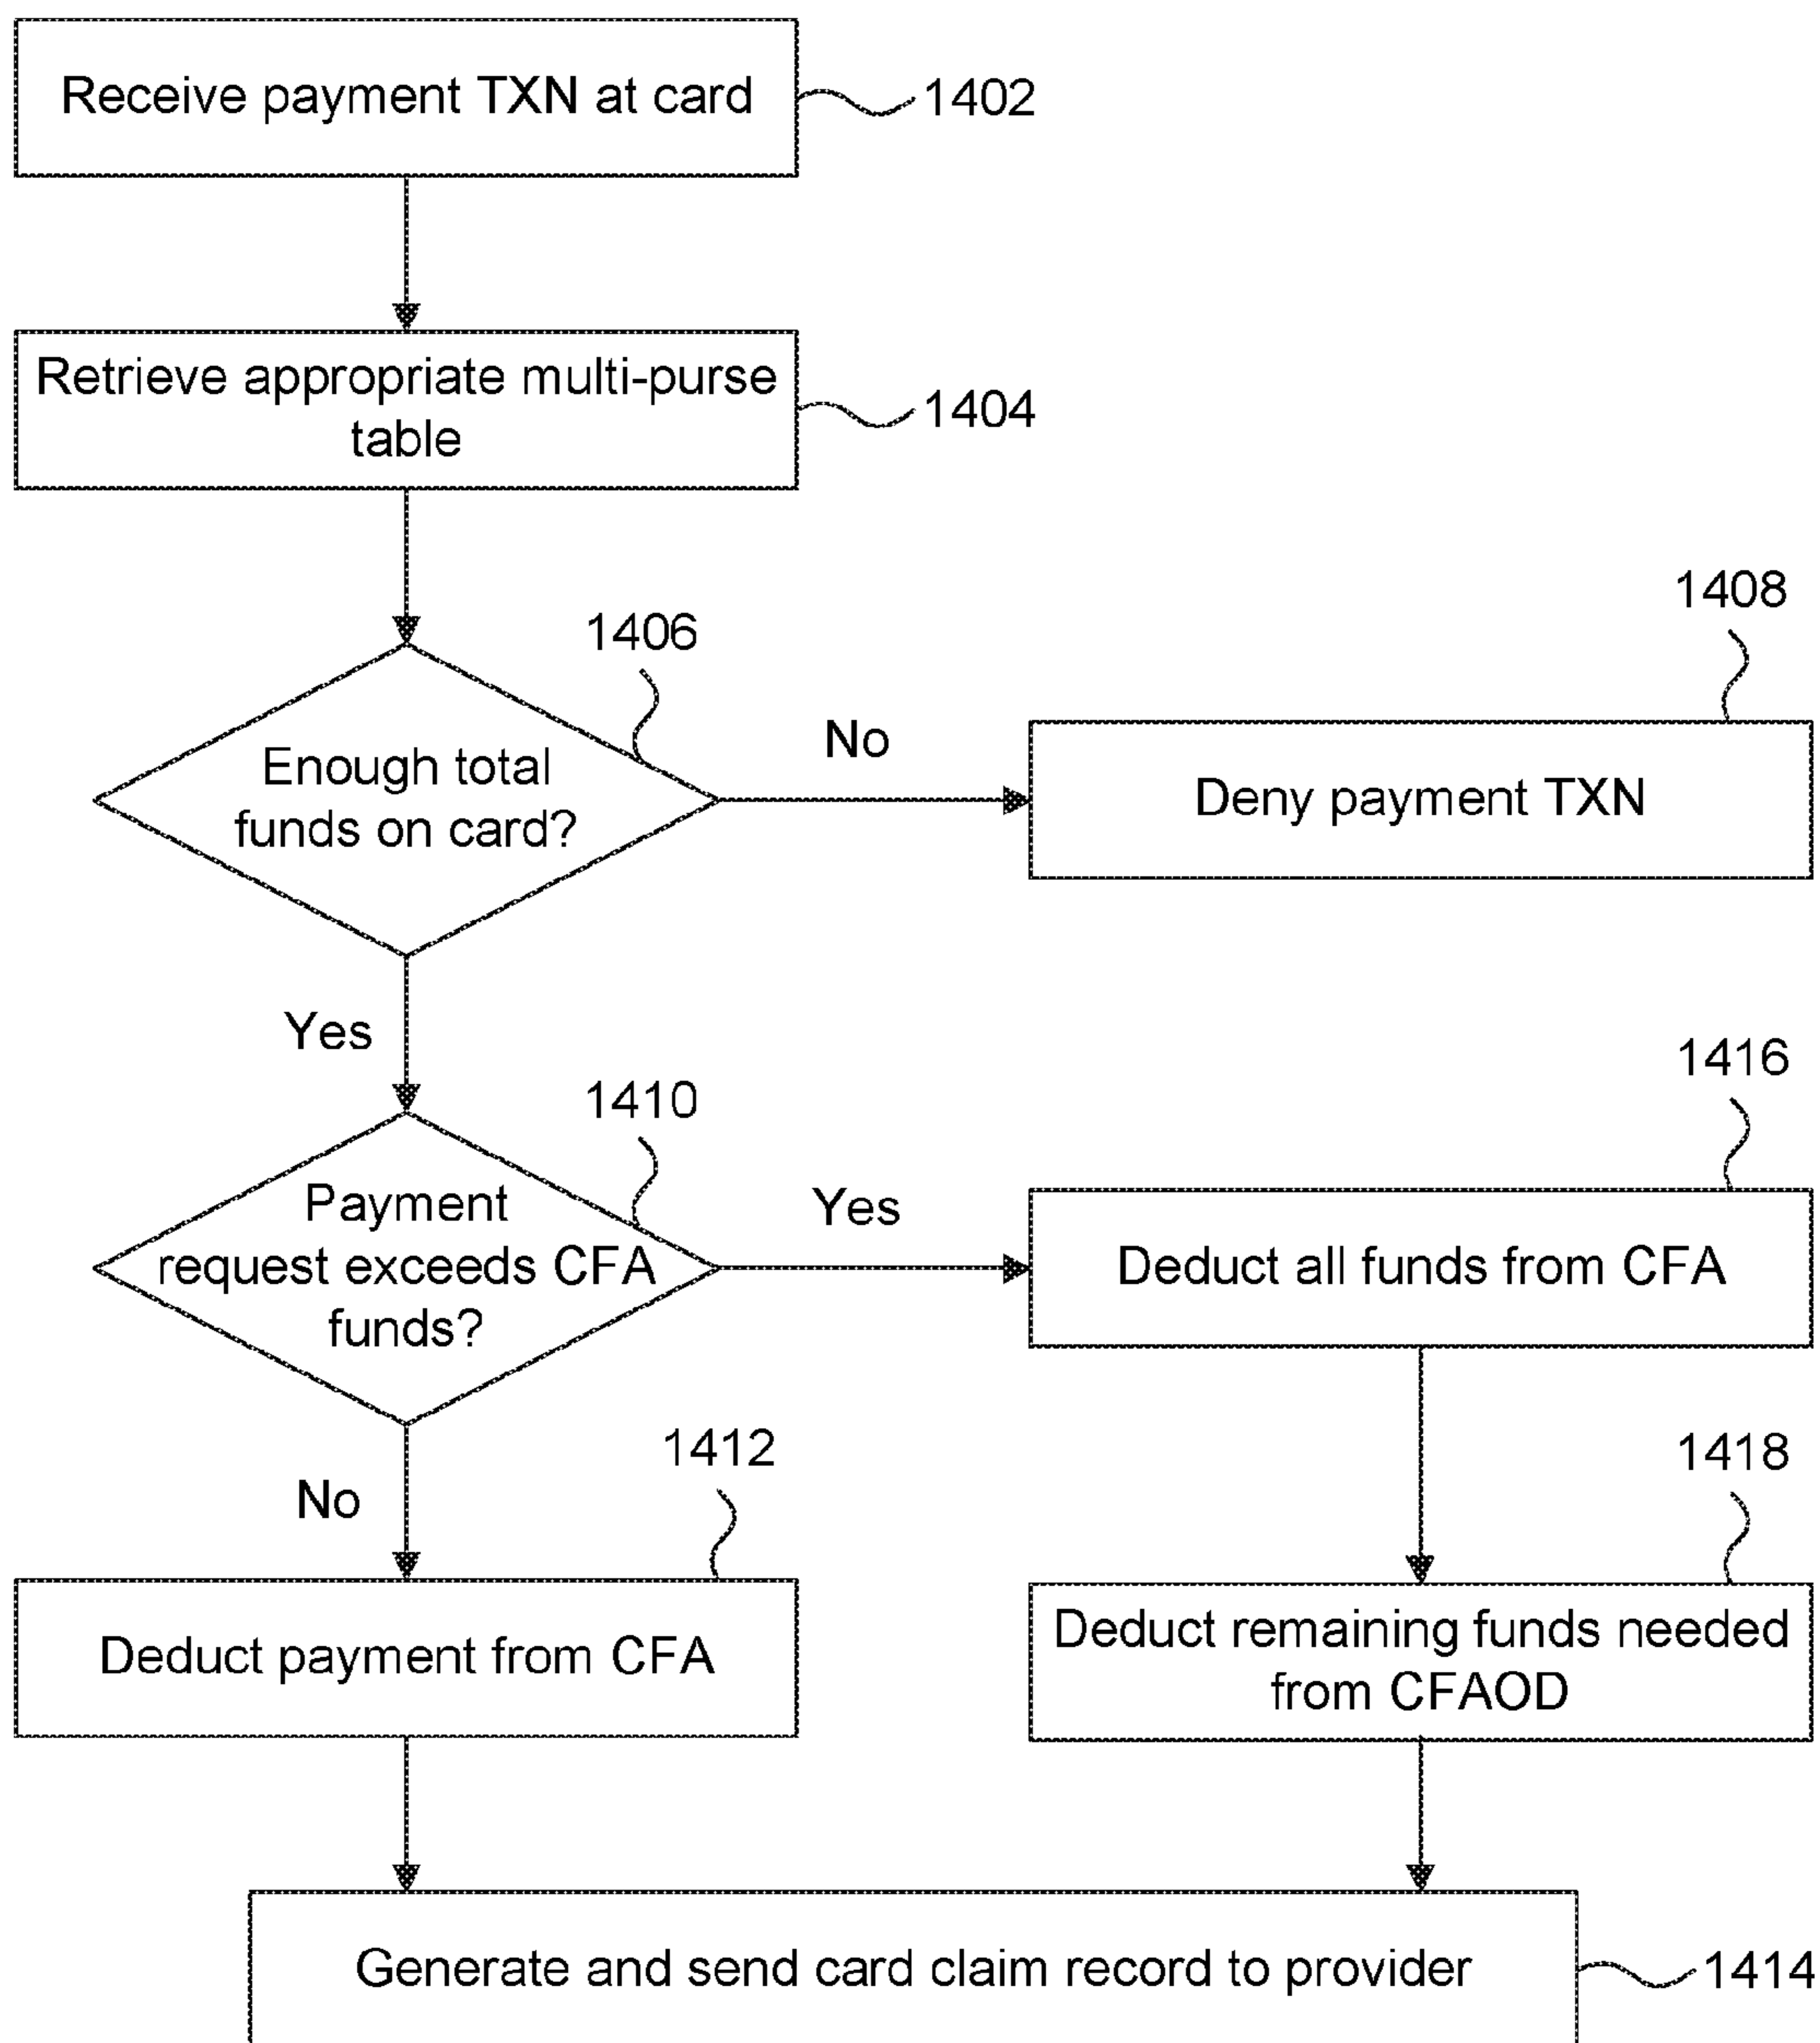 Receive payment TXN at card
1402
Retrieve appropriate multi-purse
table
1404
1406
1408
Enough total
funds on card?
No
Deny payment TXN
Yes
1410
1416
Payment
request exceeds CFA
funds?
Yes
Deduct all funds from CFA
No
1412
1418
Deduct payment from CFA
Deduct remaining funds needed
from CFAOD
Generate and send card claim record to provider
1414